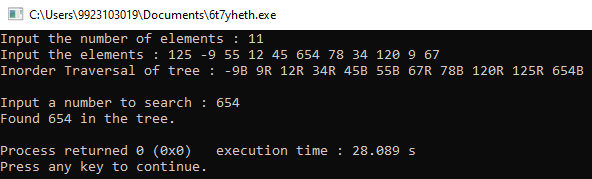 C:\Users\9923103019\Documents\6t7yheth.exe
Input the number of elements : 11
Input the elements : 125 -9 55 12 45 654 78 34 120 9 67
Inorder Traversal of tree : -9B 9R 12R 34R 45B 55B 67R 78B 120R 125R 654B
Input a number to search : 654
Found 654 in the tree.
Process returned 0 (0x0)   execution time : 28.089 s
Press any key to continue.